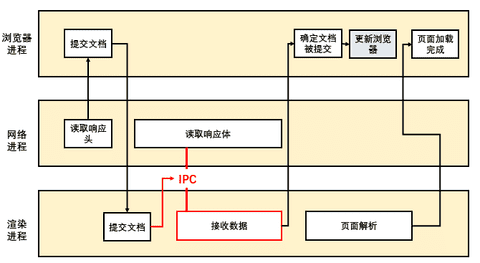 浏览器
进程
提交文档
确定文档
被提交
更新浏览
器
页面加载
完成
网络
进程
读取响应
头
读取响应体
IPC
渲染
进程
提交文档
接收数据
页面解析